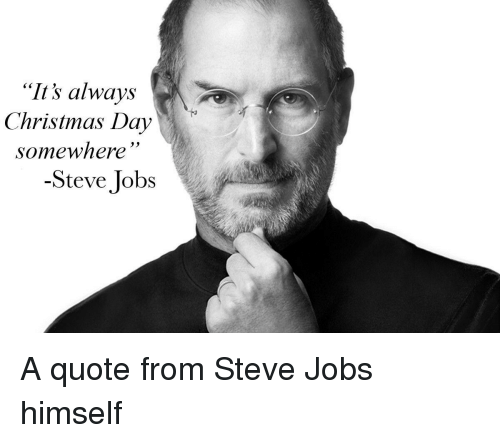 “It’s always
Christmas Day
somewhere”
-Steve Jobs
A quote from Steve Jobs
himself